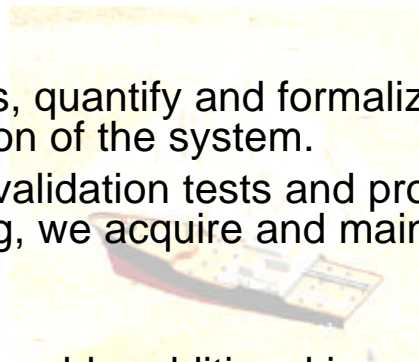 s, quantify and formaliz
on of the system.
validation tests and pro
g, we acquire and main